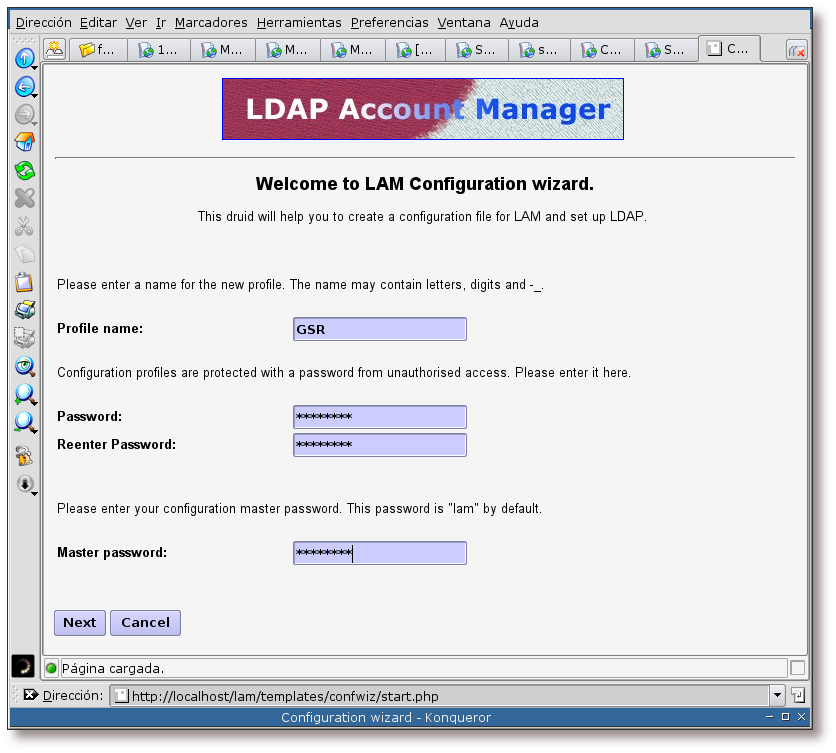 Dirección Editar Ver Ir Marcadores Herramientas Preferencias Ventana Ayuda
f... 1... M... M... M... [... S... s... C... S... C...
LDAP Account Manager
Welcome to LAM Configuration wizard.
This druid will help you to create a configuration file for LAM and set up LDAP.
Please enter a name for the new profile. The name may contain letters, digits and -_.
Profile name: GSR
Configuration profiles are protected with a password from unauthorised access. Please enter it here.
Password: ********
Reenter Password: ********
Please enter your configuration master password. This password is "lam" by default.
Master password: ********
Next Cancel
Página cargada.
Dirección: http://localhost/lam/templates/confwiz/start.php
Configuration wizard - Konqueror